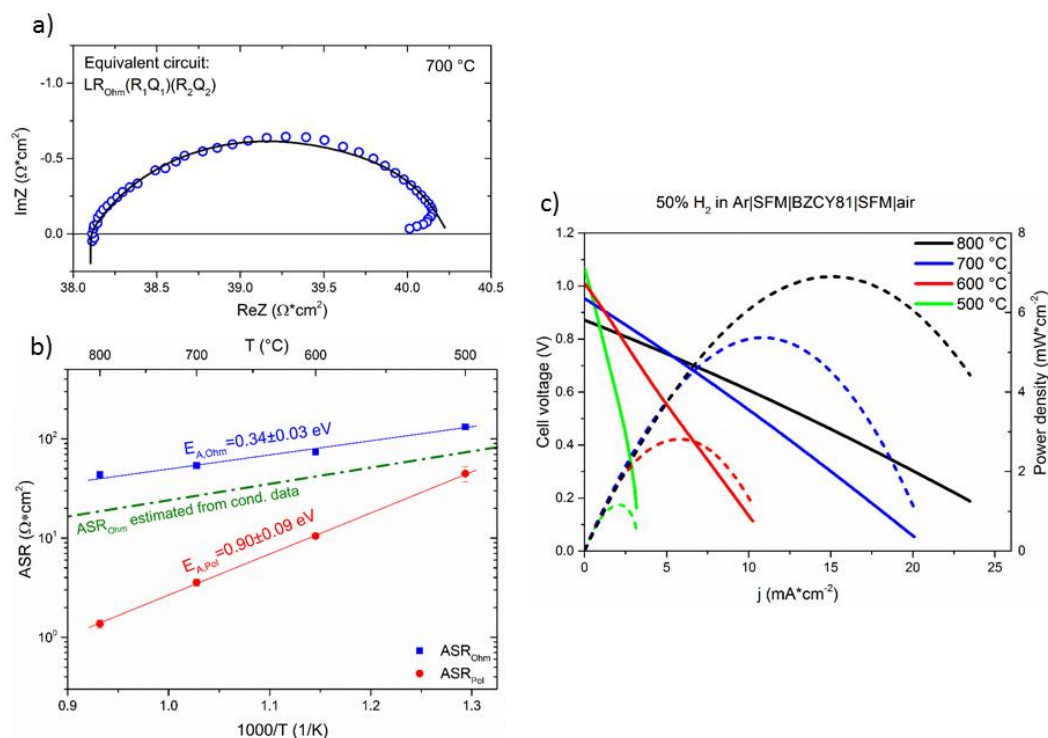 a)
Equivalent circuit:
LR_Ohm(R_1Q_1)(R_2Q_2)
700 °C
-1.0
-0.5
0.0
ImZ (Ω*cm²)
38.0 38.5 39.0 39.5 40.0 40.5
ReZ (Ω*cm²)
b)
T (°C)
800 700 600 500
E_A,Ohm=0.34±0.03 eV
ASR_Ohm estimated from cond. data
E_A,Pol=0.90±0.09 eV
10²
10¹
10⁰
ASR (Ω*cm²)
ASR_Ohm
ASR_Pol
0.9 1.0 1.1 1.2 1.3
1000/T (1/K)
c)
50% H₂ in Ar|SFM|BZCY81|SFM|air
800 °C
700 °C
600 °C
500 °C
1.2
1.0
0.8
0.6
0.4
0.2
0.0
Cell voltage (V)
8
6
4
2
0
Power density (mW*cm⁻²)
0 5 10 15 20 25
j (mA*cm⁻²)